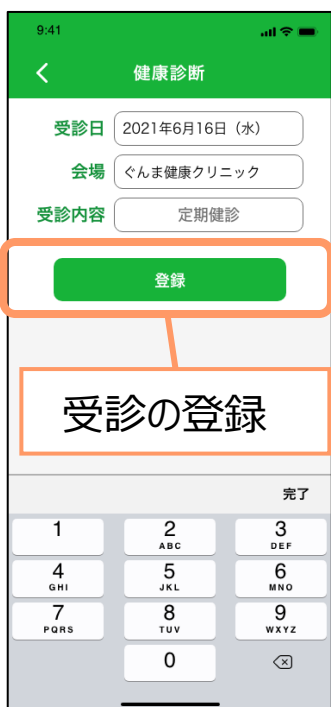 9:41
健康診断
受診日 2021年6月16日（水）
会場 ぐんま健康クリニック
受診内容 定期健診
登録
受診の登録
完了
1 2 3
ABC DEF
4 5 6
GHI JKL MNO
7 8 9
PQRS TUV WXYZ
0